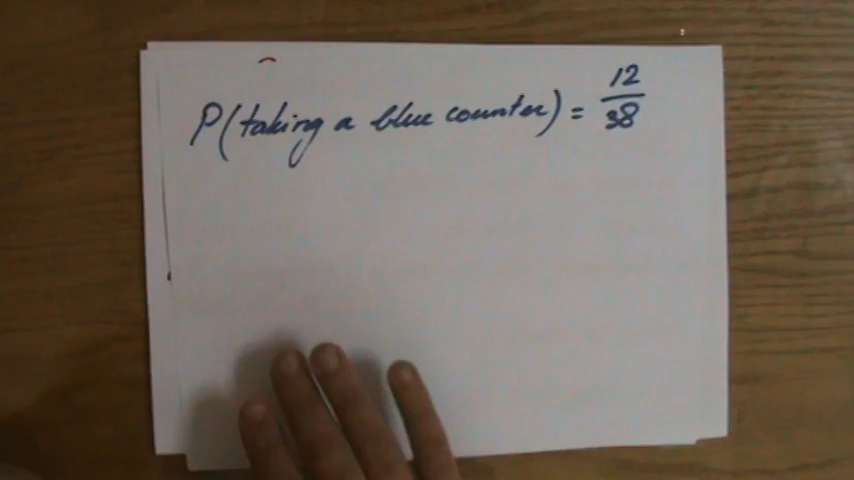 P(taking a blue counter) = 12/38